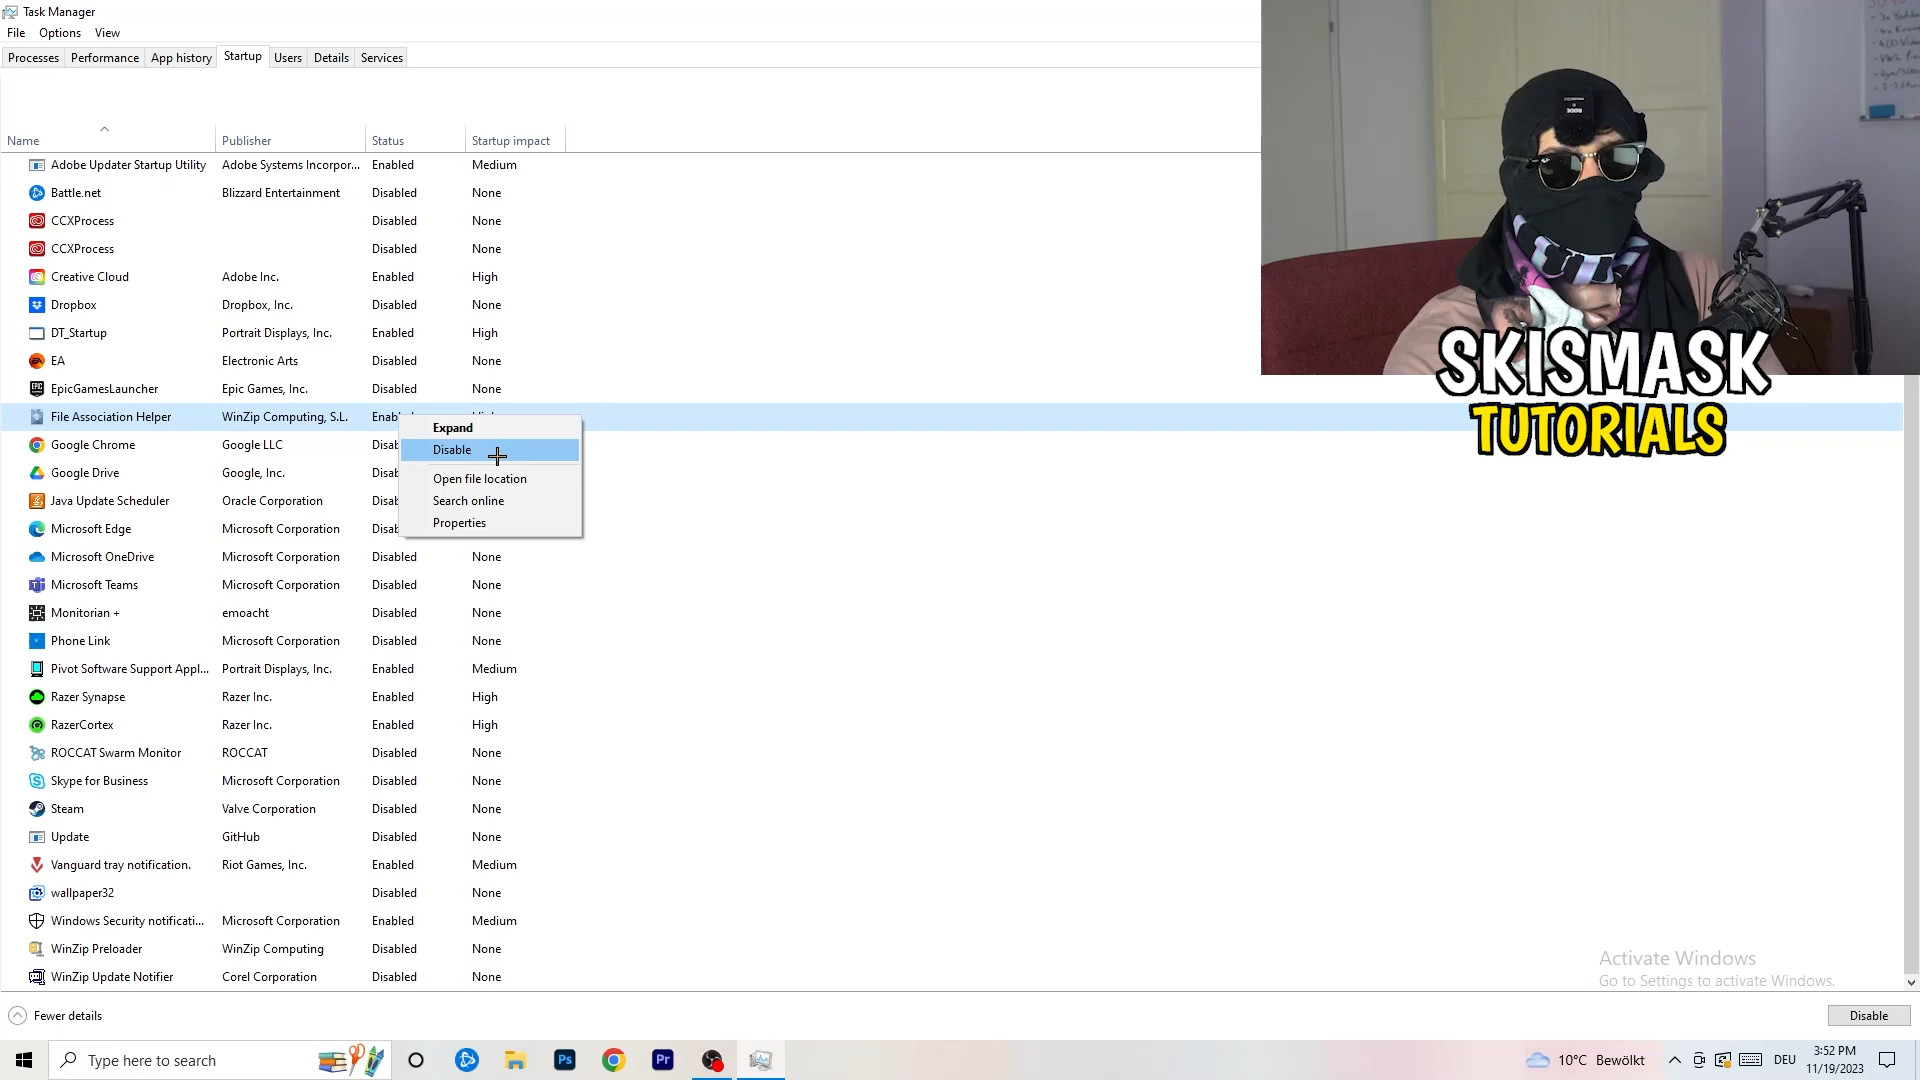 Task Manager
File Options View
Processes Performance App history Startup Users Details Services
Name Publisher Status Startup impact
Adobe Updater Startup Utility Adobe Systems Incorpor... Enabled Medium
Battle.net Blizzard Entertainment Disabled None
CCXProcess Disabled None
CCXProcess Disabled None
Creative Cloud Adobe Inc. Enabled High
Dropbox Dropbox, Inc. Disabled None
DT_Startup Portrait Displays, Inc. Enabled High
EA Electronic Arts Disabled None
EpicGamesLauncher Epic Games, Inc. Disabled None
File Association Helper WinZip Computing, S.L.
Google Chrome Google LLC
Google Drive Google, Inc.
Java Update Scheduler Oracle Corporation
Microsoft Edge Microsoft Corporation
Expand
Disable
Open file location
Search online
Properties
Microsoft OneDrive Microsoft Corporation Disabled None
Microsoft Teams Microsoft Corporation Disabled None
Monitorian + emoacht Disabled None
Phone Link Microsoft Corporation Disabled None
Pivot Software Support Appl... Portrait Displays, Inc. Enabled Medium
Razer Synapse Razer Inc. Enabled High
RazerCortex Razer Inc. Enabled High
ROCCAT Swarm Monitor ROCCAT Disabled None
Skype for Business Microsoft Corporation Disabled None
Steam Valve Corporation Disabled None
Update GitHub Disabled None
Vanguard tray notification. Riot Games, Inc. Enabled Medium
wallpaper32 Disabled None
Windows Security notificati... Microsoft Corporation Enabled Medium
WinZip Preloader WinZip Computing Disabled None
WinZip Update Notifier Corel Corporation Disabled None
SKISMASK
TUTORIALS
Activate Windows
Go to Settings to activate Windows.
Fewer details Disable
Type here to search
Ps
Pr
10°C Bewölkt
DEU
3:52 PM
11/19/2023